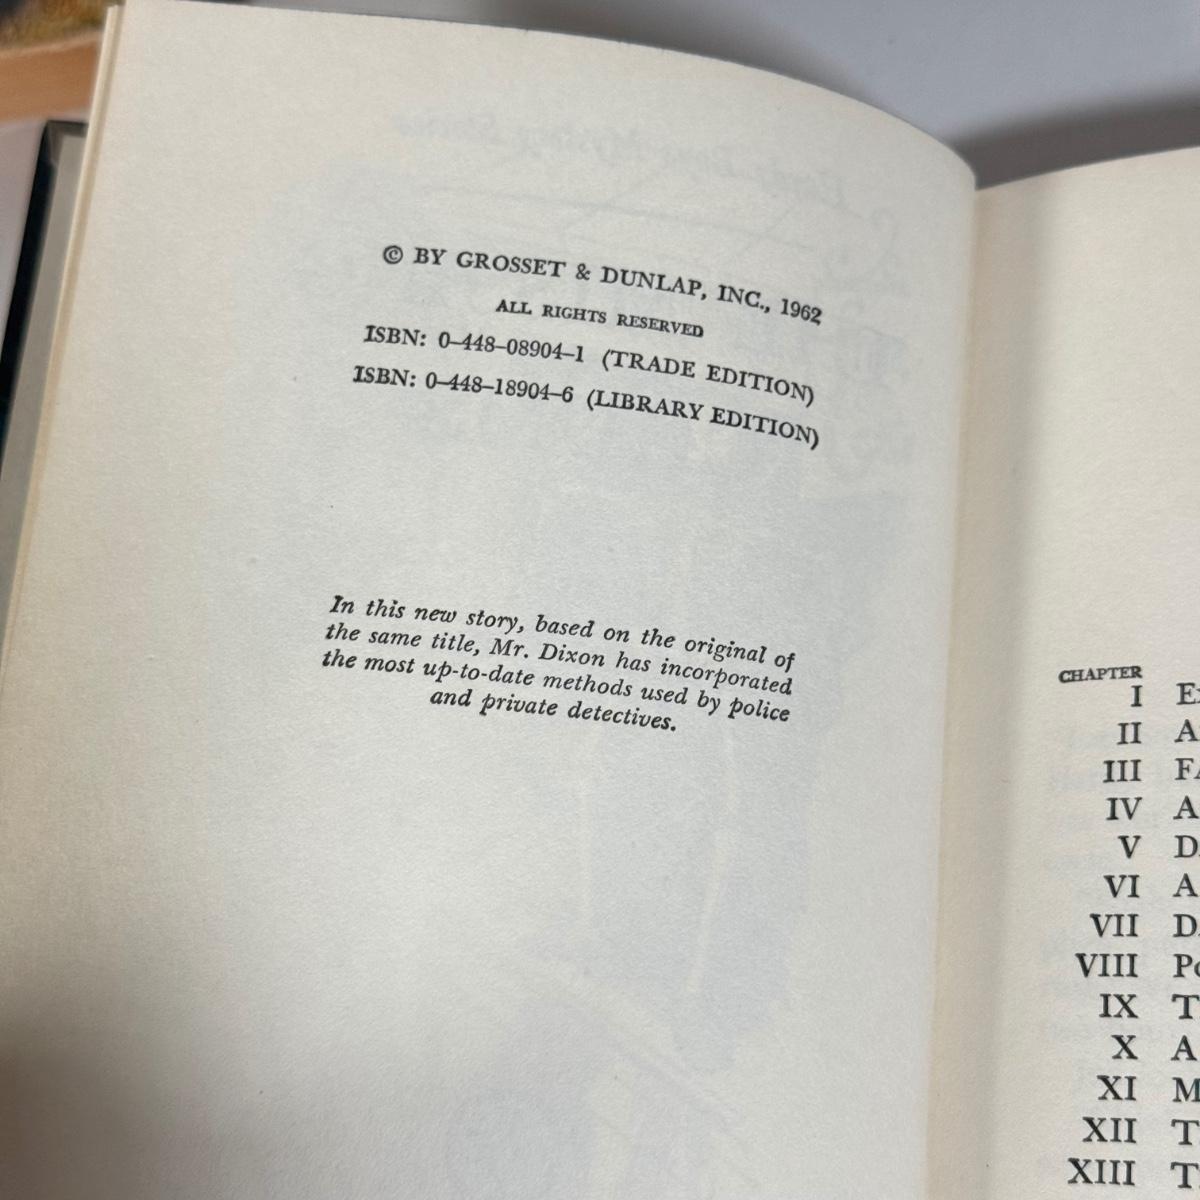 © BY GROSSET & DUNLAP, INC., 1962
ALL RIGHTS RESERVED
ISBN: 0-448-08904-1 (TRADE EDITION)
ISBN: 0-448-18904-6 (LIBRARY EDITION)
In this new story, based on the original of
the same title, Mr. Dixon has incorporated
the most up-to-date methods used by police
and private detectives.
CHAPTER
I
II A
III
IV A
V
VI A
VII
VIII
IX
X A
XI
XII
XIII